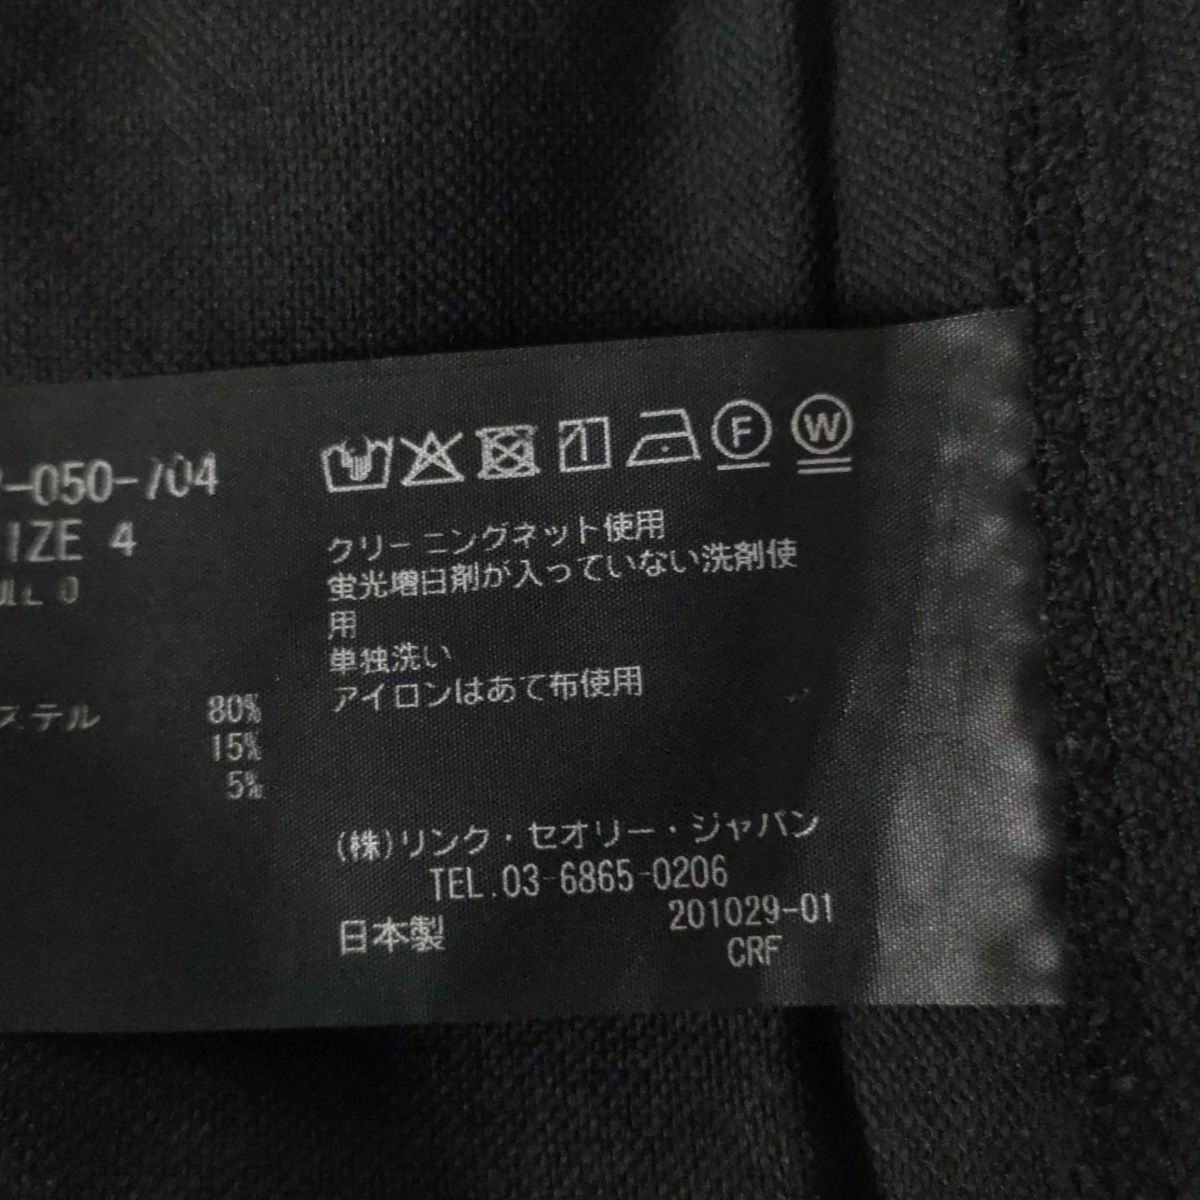 -050-704
SIZE 4
ステル 80%
15%
5%
F
W
クリーニングネット使用
蛍光増白剤が入っていない洗剤使
用
単独洗い
アイロンはあて布使用
(株)リンク・セオリー・ジャパン
TEL.03-6865-0206
201029-01
日本製
CRF